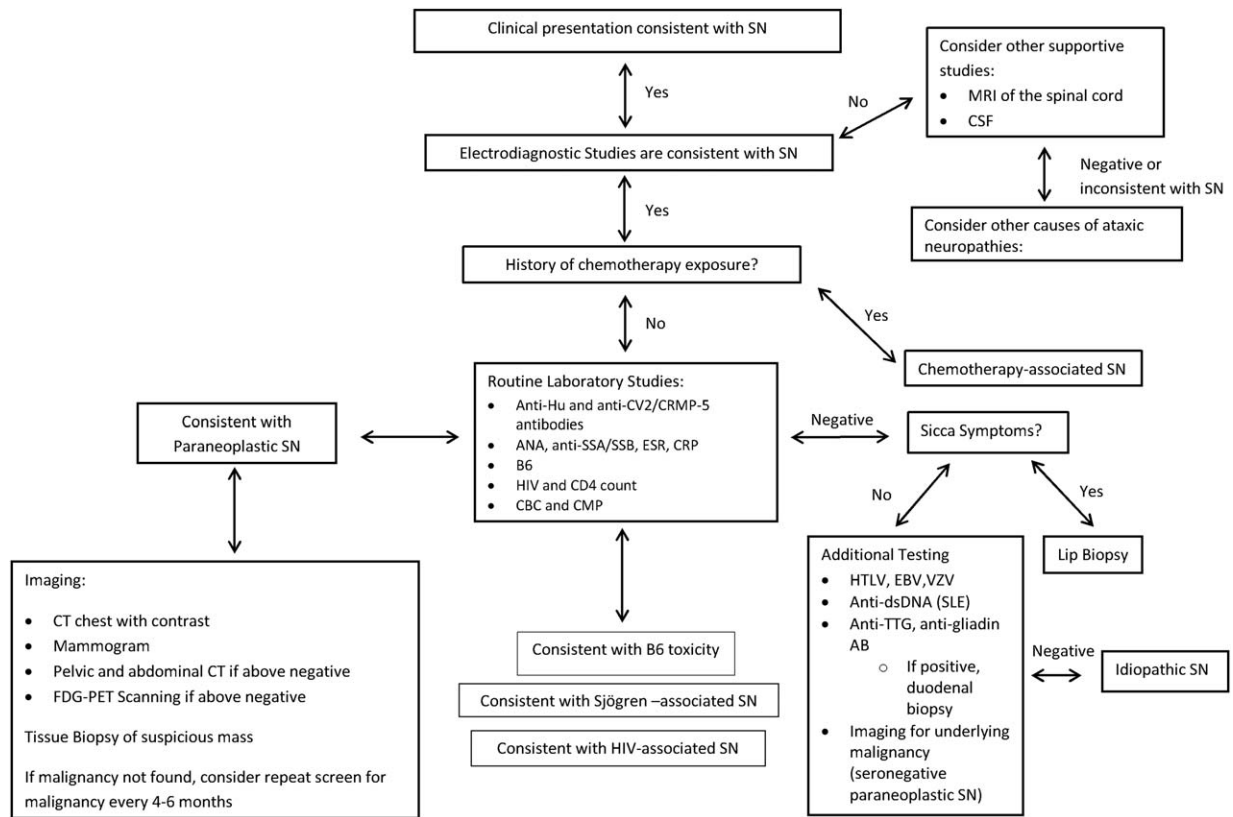 Clinical presentation consistent with SN
Yes
Electrodiagnostic Studies are consistent with SN
No
Consider other supportive
studies:
• MRI of the spinal cord
• CSF
Negative or
inconsistent with SN
Consider other causes of ataxic
neuropathies:
Yes
History of chemotherapy exposure?
Yes
Chemotherapy-associated SN
No
Routine Laboratory Studies:
• Anti-Hu and anti-CV2/CRMP-5
antibodies
• ANA, anti-SSA/SSB, ESR, CRP
• B6
• HIV and CD4 count
• CBC and CMP
Consistent with
Paraneoplastic SN
Imaging:
• CT chest with contrast
• Mammogram
• Pelvic and abdominal CT if above negative
• FDG-PET Scanning if above negative
Tissue Biopsy of suspicious mass
If malignancy not found, consider repeat screen for
malignancy every 4-6 months
Consistent with B6 toxicity
Consistent with Sjögren –associated SN
Consistent with HIV-associated SN
Negative
Sicca Symptoms?
No
Yes
Lip Biopsy
Additional Testing
• HTLV, EBV,VZV
• Anti-dsDNA (SLE)
• Anti-TTG, anti-gliadin
AB
o If positive,
duodenal
biopsy
• Imaging for underlying
malignancy
(seronegative
paraneoplastic SN)
Negative
Idiopathic SN